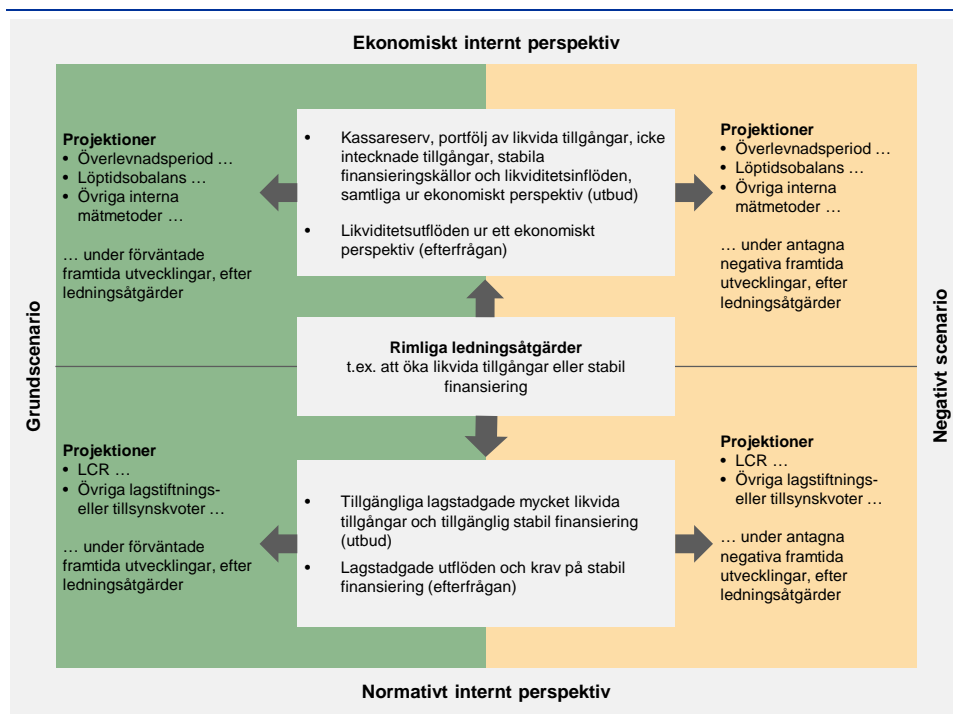 Ekonomiskt internt perspektiv
Grundscenario
Negativt scenario
Projektioner
• Överlevnadsperiod …
• Löptidsobalans …
• Övriga interna
mätmetoder …
… under förväntade
framtida utvecklingar, efter
ledningsåtgärder
• Kassareserv, portfölj av likvida tillgångar, icke
intecknade tillgångar, stabila
finansieringskällor och likviditetsinflöden,
samtliga ur ekonomiskt perspektiv (utbud)
• Likviditetsutflöden ur ett ekonomiskt
perspektiv (efterfrågan)
Projektioner
• Överlevnadsperiod …
• Löptidsobalans …
• Övriga interna
mätmetoder …
… under antagna
negativa framtida
utvecklingar, efter
ledningsåtgärder
Rimliga ledningsåtgärder
t.ex. att öka likvida tillgångar eller stabil
finansiering
Projektioner
• LCR …
• Övriga lagstiftnings-
eller tillsynskvoter …
… under förväntade
framtida utvecklingar, efter
ledningsåtgärder
• Tillgängliga lagstadgade mycket likvida
tillgångar och tillgänglig stabil finansiering
(utbud)
• Lagstadgade utflöden och krav på stabil
finansiering (efterfrågan)
Projektioner
• LCR …
• Övriga lagstiftnings-
eller tillsynskvoter …
… under antagna
negativa framtida
utvecklingar, efter
ledningsåtgärder
Normativt internt perspektiv